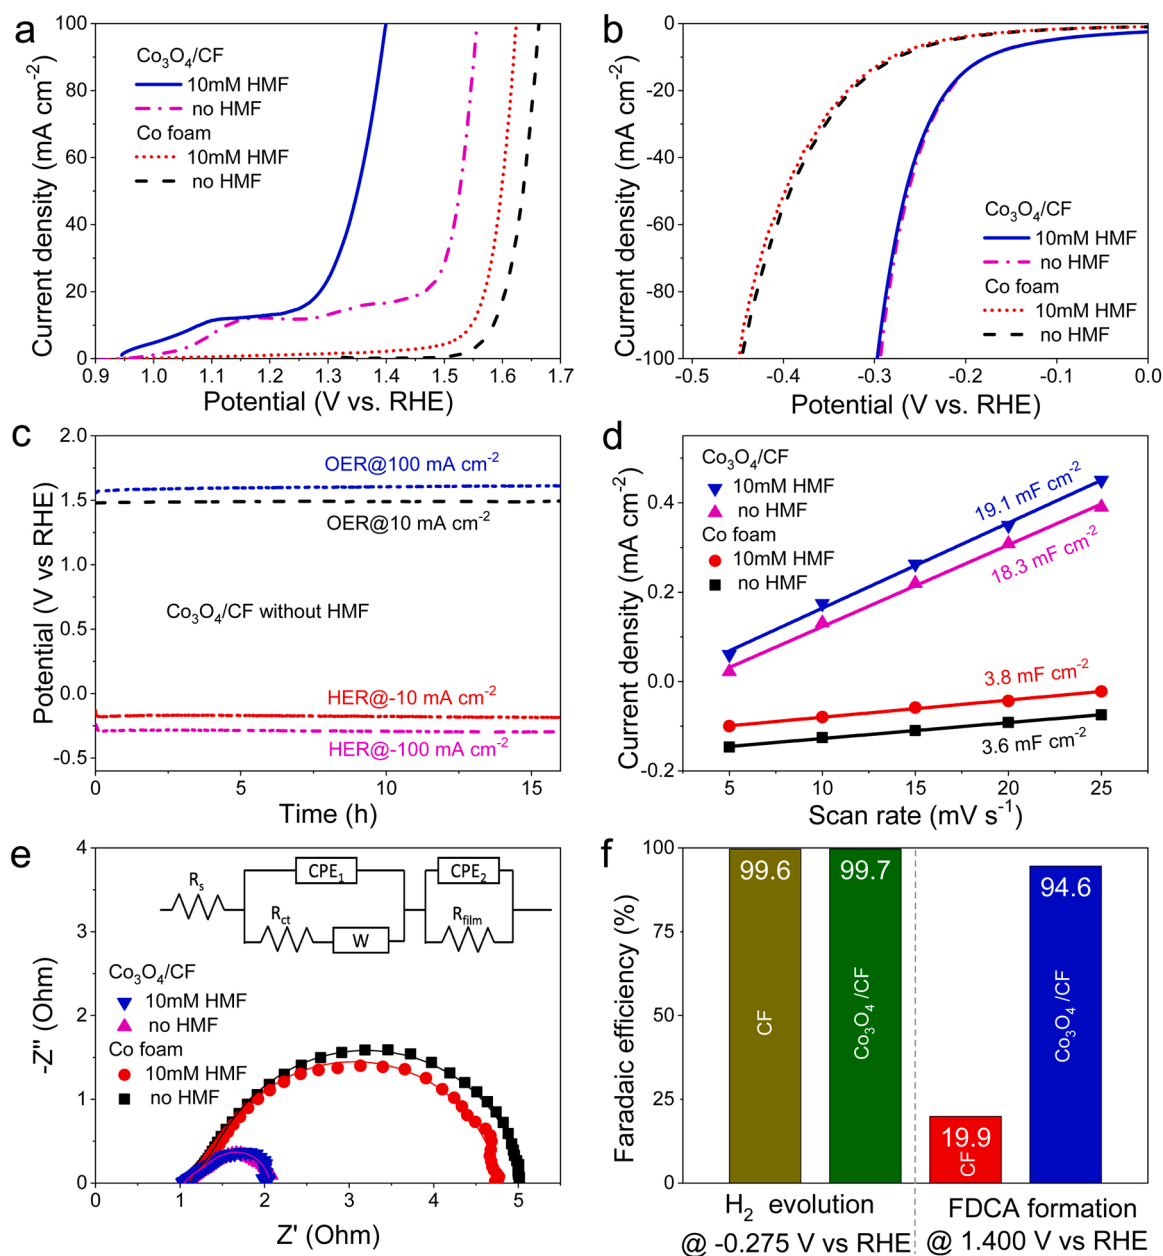 a
Current density (mA cm⁻²)
100
80
60
40
20
0
0.9 1.0 1.1 1.2 1.3 1.4 1.5 1.6 1.7
Potential (V vs. RHE)
Co₃O₄/CF
10mM HMF
no HMF
Co foam
10mM HMF
no HMF
b
Current density (mA cm⁻²)
0
-20
-40
-60
-80
-100
-0.5 -0.4 -0.3 -0.2 -0.1 0.0
Potential (V vs. RHE)
Co₃O₄/CF
10mM HMF
no HMF
Co foam
10mM HMF
no HMF
c
Potential (V vs RHE)
2.0
1.5
1.0
0.5
0.0
-0.5
0 5 10 15
Time (h)
OER@100 mA cm⁻²
OER@10 mA cm⁻²
Co₃O₄/CF without HMF
HER@-10 mA cm⁻²
HER@-100 mA cm⁻²
d
Current density (mA cm⁻²)
0.4
0.2
0.0
-0.2
5 10 15 20 25
Scan rate (mV s⁻¹)
Co₃O₄/CF
10mM HMF
no HMF
Co foam
10mM HMF
no HMF
19.1 mF cm⁻²
18.3 mF cm⁻²
3.8 mF cm⁻²
3.6 mF cm⁻²
e
-Z" (Ohm)
4
3
2
1
0
0 1 2 3 4 5
Z' (Ohm)
Rₛ
CPE₁
R_ct
W
CPE₂
R_film
Co₃O₄/CF
10mM HMF
no HMF
Co foam
10mM HMF
no HMF
f
Faradaic efficiency (%)
100
75
50
25
0
99.6
CF
99.7
Co₃O₄ /CF
19.9
CF
94.6
Co₃O₄ /CF
H₂ evolution
@ -0.275 V vs RHE
FDCA formation
@ 1.400 V vs RHE